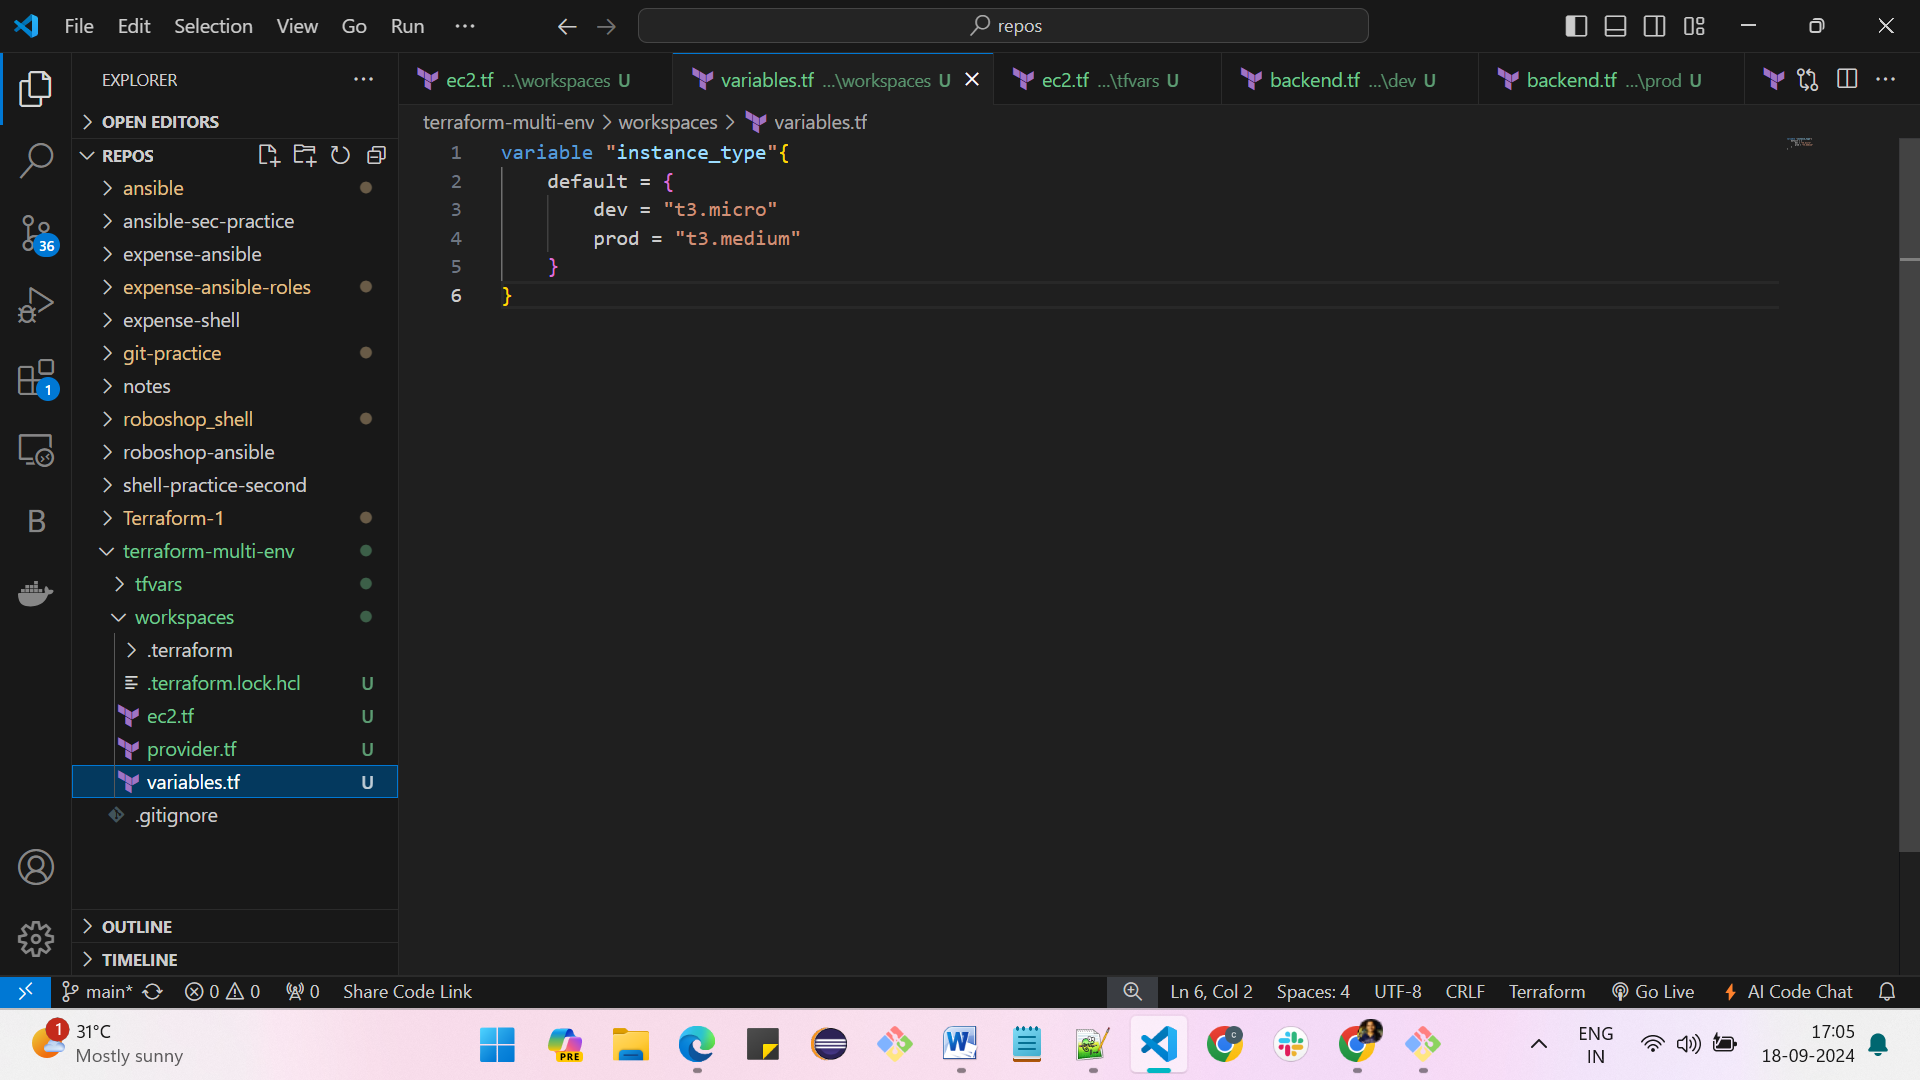 File Edit Selection View Go Run ···
repos
EXPLORER
OPEN EDITORS
REPOS
ansible
ansible-sec-practice
expense-ansible
expense-ansible-roles
expense-shell
git-practice
notes
roboshop_shell
roboshop-ansible
shell-practice-second
Terraform-1
terraform-multi-env
tfvars
workspaces
.terraform
.terraform.lock.hcl U
ec2.tf U
provider.tf U
variables.tf U
.gitignore
OUTLINE
TIMELINE
36
1
B
ec2.tf ...\workspaces U
variables.tf ...\workspaces U
ec2.tf ...\tfvars U
backend.tf ...\dev U
backend.tf ...\prod U
terraform-multi-env > workspaces > variables.tf
1 variable "instance_type"{
2 default = {
3 dev = "t3.micro"
4 prod = "t3.medium"
5 }
6 }
main* 0 0 0 Share Code Link Ln 6, Col 2 Spaces: 4 UTF-8 CRLF Terraform Go Live AI Code Chat
1
31°C
Mostly sunny
PRE
W
C
ENG
IN
17:05
18-09-2024